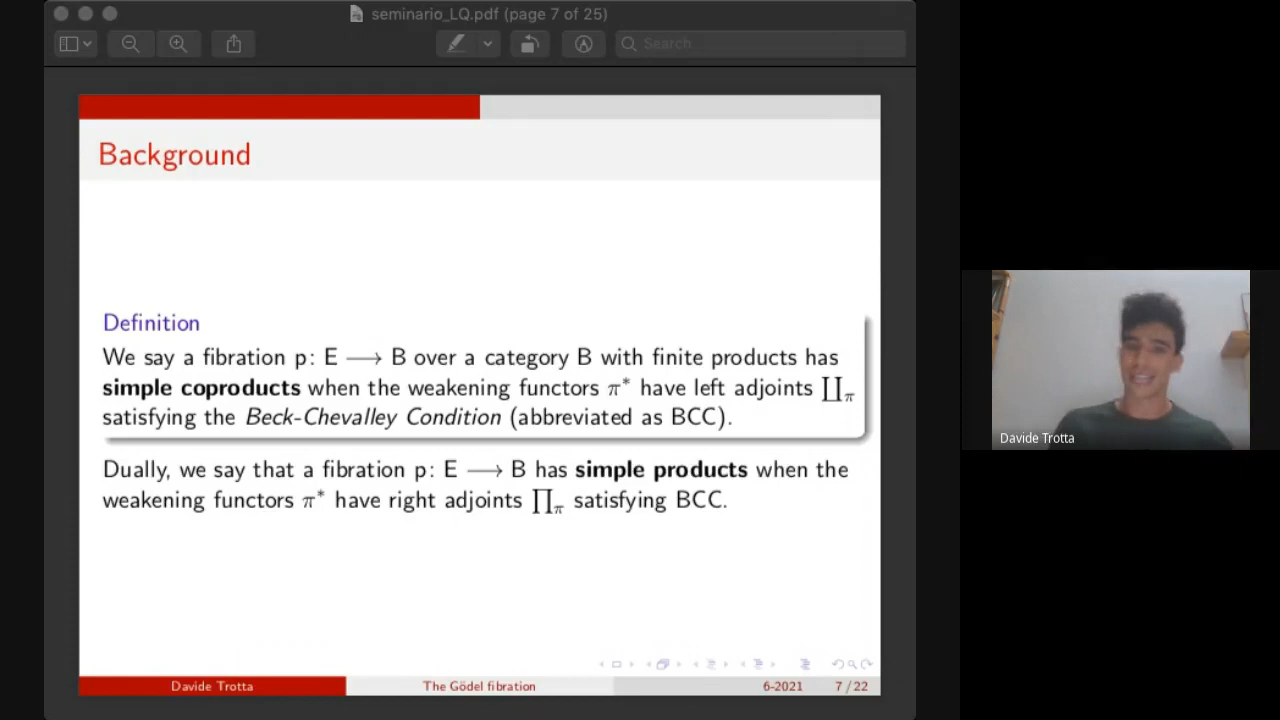 seminario_LQ.pdf (page 7 of 25)
Search
Background
Definition
We say a fibration p: E ⟶ B over a category B with finite products has
simple coproducts when the weakening functors π* have left adjoints ∐π
satisfying the Beck-Chevalley Condition (abbreviated as BCC).
Dually, we say that a fibration p: E ⟶ B has simple products when the
weakening functors π* have right adjoints ∏π satisfying BCC.
Davide Trotta
The Gödel fibration
6-2021
7 / 22
Davide Trotta